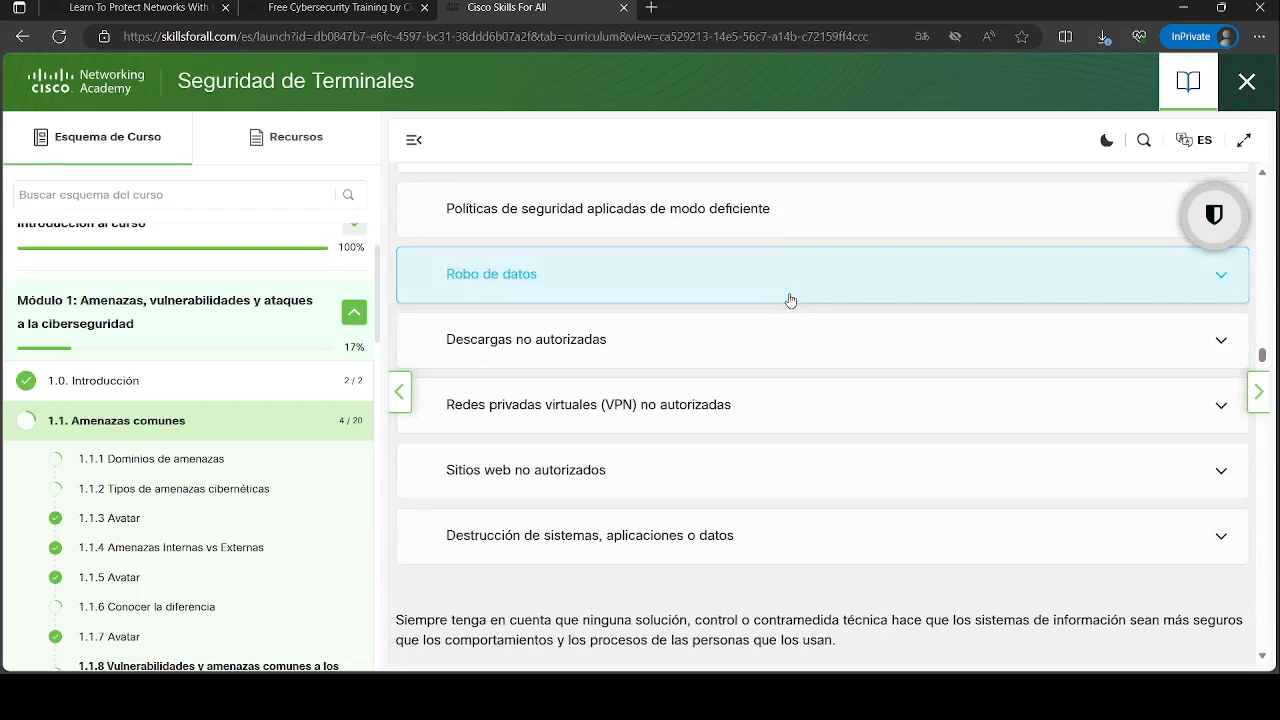 Learn To Protect Networks With
Free Cybersecurity Training by Ci
Cisco Skills For All
https://skillsforall.com/es/launch?id=db0847b7-e6fc-4597-bc31-38ddd6b07a2f&tab=curriculum&view=ca529213-14e5-56c7-a14b-c72159ff4ccc
InPrivate
Networking
CISCO Academy
Seguridad de Terminales
Esquema de Curso
Recursos
ES
Buscar esquema del curso
Introducción al curso
100%
Módulo 1: Amenazas, vulnerabilidades y ataques
a la ciberseguridad
17%
1.0. Introducción
2 / 2
1.1. Amenazas comunes
4 / 20
1.1.1 Dominios de amenazas
1.1.2 Tipos de amenazas cibernéticas
1.1.3 Avatar
1.1.4 Amenazas Internas vs Externas
1.1.5 Avatar
1.1.6 Conocer la diferencia
1.1.7 Avatar
1.1.8 Vulnerabilidades y amenazas comunes a los
Políticas de seguridad aplicadas de modo deficiente
Robo de datos
Descargas no autorizadas
Redes privadas virtuales (VPN) no autorizadas
Sitios web no autorizados
Destrucción de sistemas, aplicaciones o datos
Siempre tenga en cuenta que ninguna solución, control o contramedida técnica hace que los sistemas de información sean más seguros
que los comportamientos y los procesos de las personas que los usan.